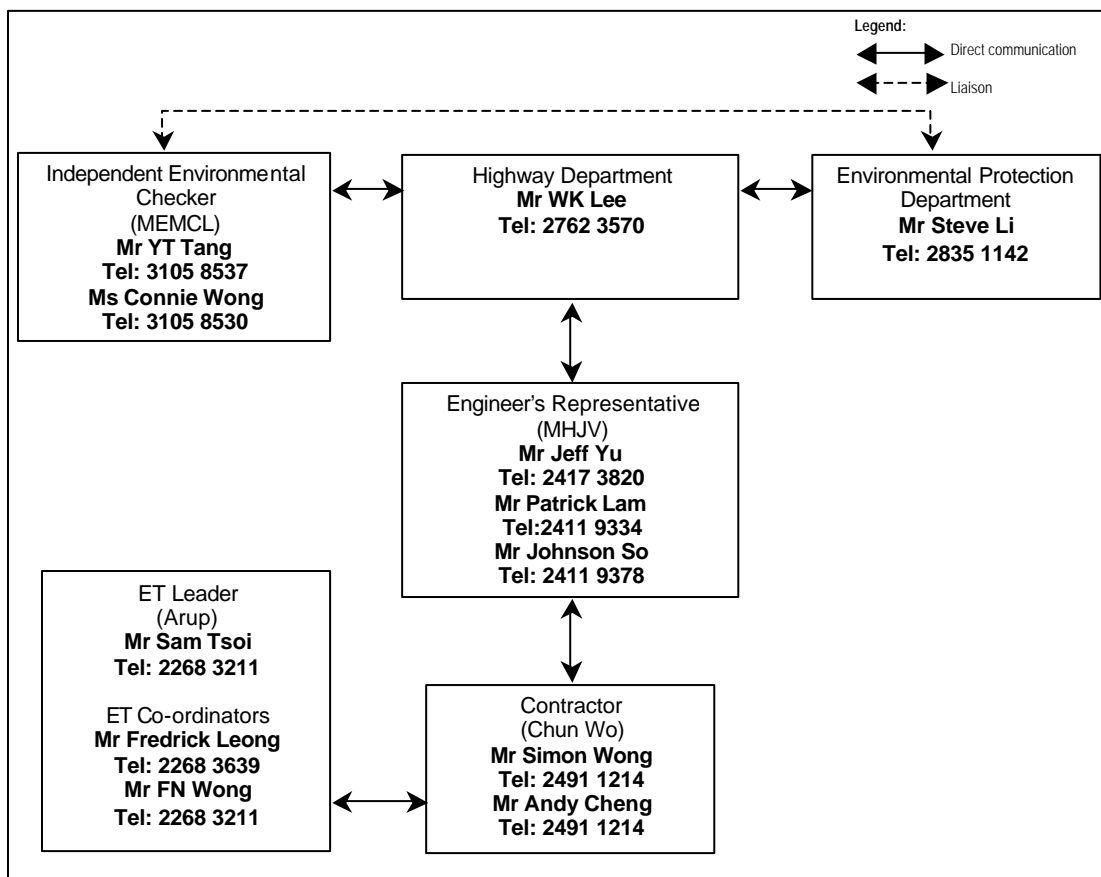 Legend:
Direct communication
Liaison
Independent Environmental
Checker
(MEMCL)
Mr YT Tang
Tel: 3105 8537
Ms Connie Wong
Tel: 3105 8530
Highway Department
Mr WK Lee
Tel: 2762 3570
Environmental Protection
Department
Mr Steve Li
Tel: 2835 1142
Engineer's Representative
(MHJV)
Mr Jeff Yu
Tel: 2417 3820
Mr Patrick Lam
Tel:2411 9334
Mr Johnson So
Tel: 2411 9378
ET Leader
(Arup)
Mr Sam Tsoi
Tel: 2268 3211
ET Co-ordinators
Mr Fredrick Leong
Tel: 2268 3639
Mr FN Wong
Tel: 2268 3211
Contractor
(Chun Wo)
Mr Simon Wong
Tel: 2491 1214
Mr Andy Cheng
Tel: 2491 1214